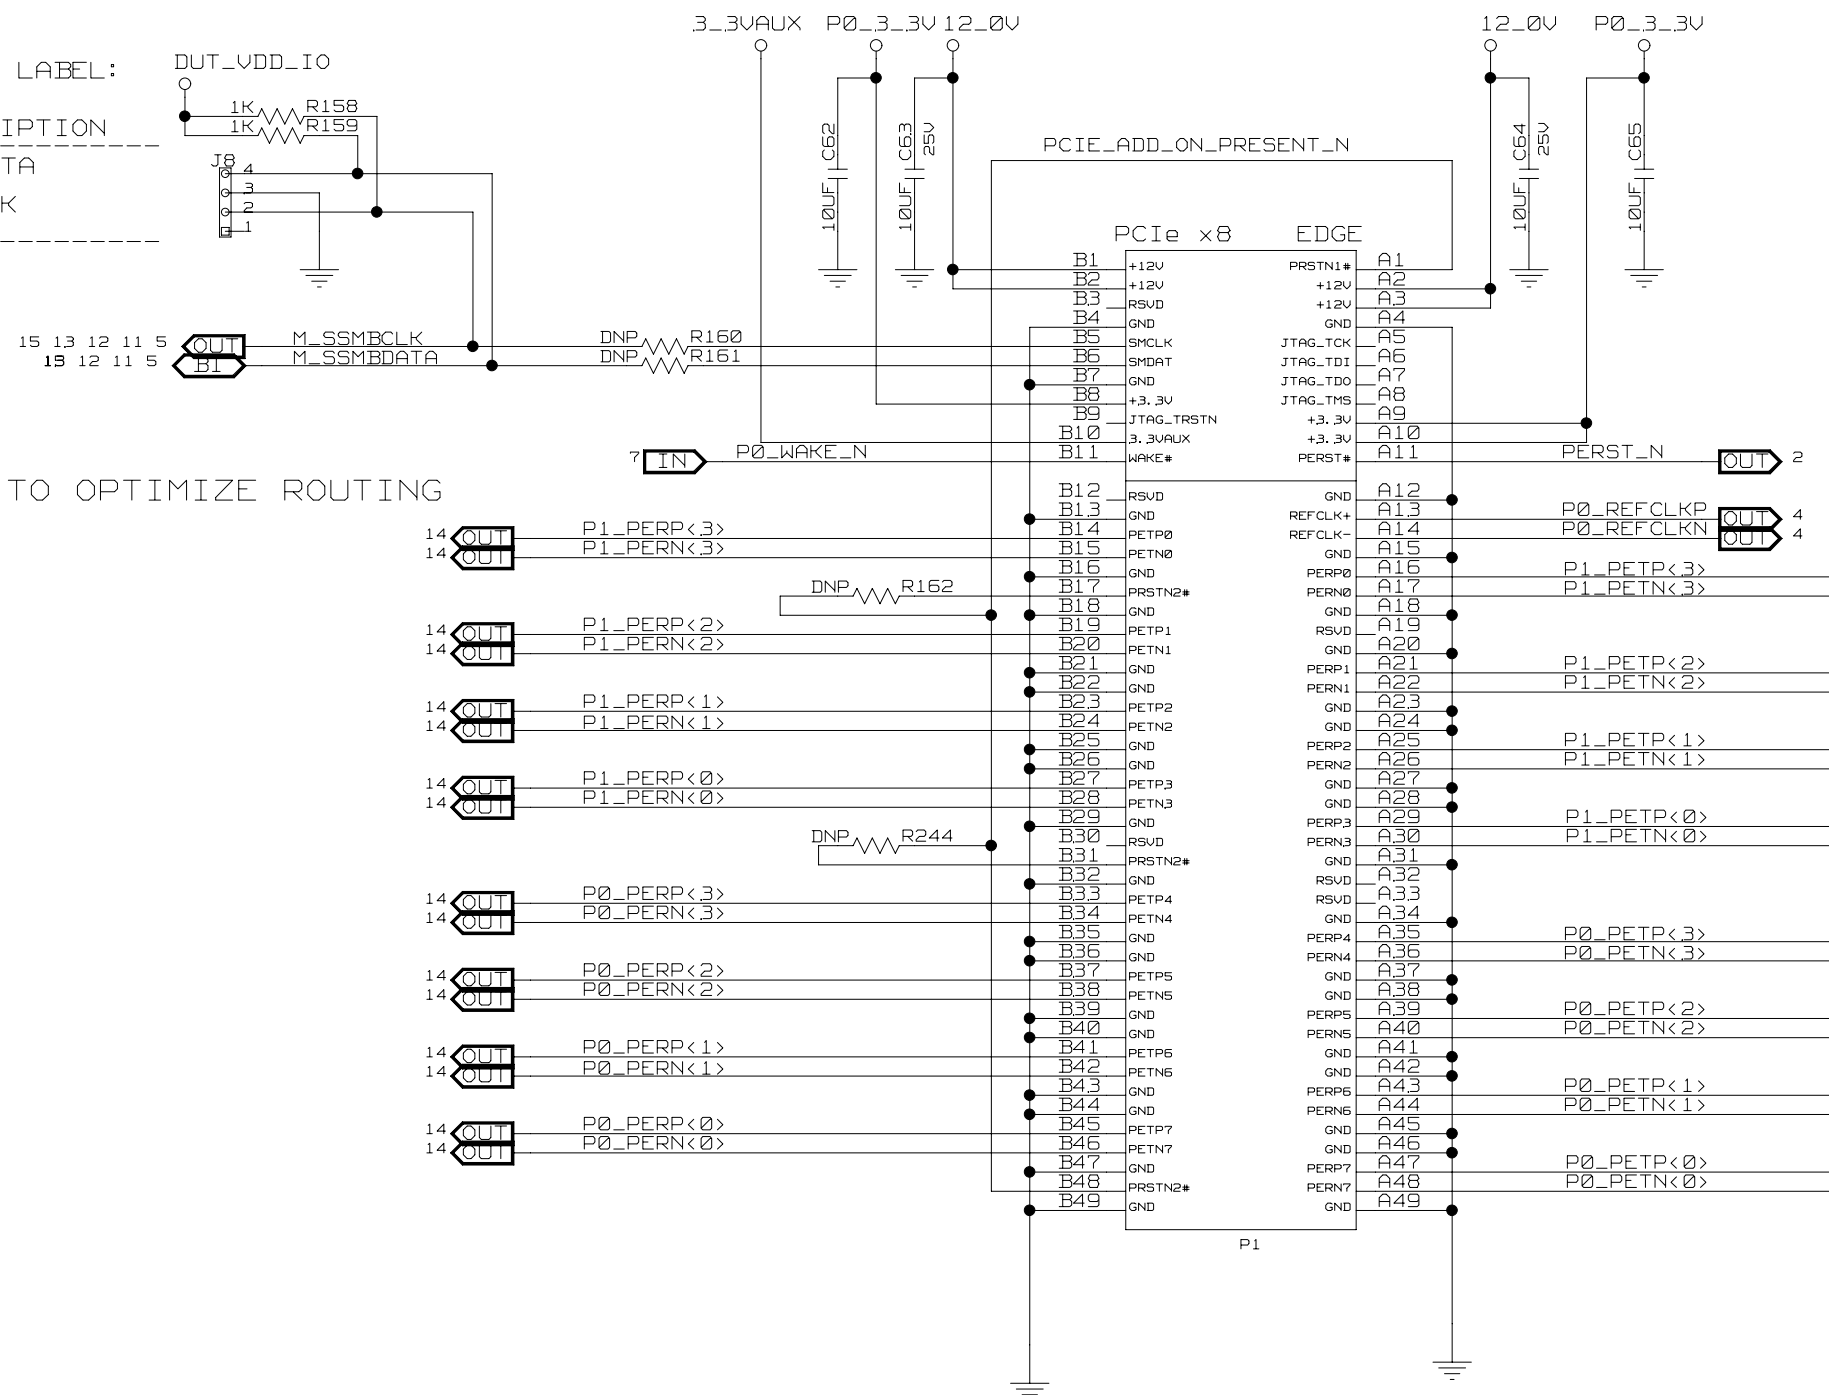 3_3VAUX P0_3_3V 12_0V 12_0V P0_3_3V
LABEL: DUT_VDD_IO
1K R158
IPTION 1K R159
TA J8
4
K 3
2
1
10UF C62
10UF C63 25V
PCIE_ADD_ON_PRESENT_N
10UF C64 25V
10UF C65
PCIe x8 EDGE
B1 +12V PRSTN1# A1
B2 +12V +12V A2
B3 RSVD +12V A3
B4 GND GND A4
15 13 12 11 5 OUT M_SSMBCLK DNP R160 B5 SMCLK JTAG_TCK A5
13 12 11 5 BI M_SSMBDATA DNP R161 B6 SMDAT JTAG_TDI A6
B7 GND JTAG_TDO A7
B8 +3.3V JTAG_TMS A8
B9 JTAG_TRSTN +3.3V A9
B10 3.3VAUX +3.3V A10
7 IN P0_WAKE_N B11 WAKE# PERST# A11 PERST_N OUT 2
TO OPTIMIZE ROUTING
B12 RSVD GND A12
B13 GND REFCLK+ A13 P0_REFCLKP OUT 4
14 OUT P1_PERP<3> B14 PETP0 REFCLK- A14 P0_REFCLKN OUT 4
14 OUT P1_PERN<3> B15 PETN0 GND A15
B16 GND PERP0 A16 P1_PETP<3>
DNP R162 B17 PRSTN2# PERN0 A17 P1_PETN<3>
B18 GND GND A18
14 OUT P1_PERP<2> B19 PETP1 RSVD A19
14 OUT P1_PERN<2> B20 PETN1 GND A20
B21 GND PERP1 A21 P1_PETP<2>
B22 GND PERN1 A22 P1_PETN<2>
14 OUT P1_PERP<1> B23 PETP2 GND A23
14 OUT P1_PERN<1> B24 PETN2 GND A24
B25 GND PERP2 A25 P1_PETP<1>
B26 GND PERN2 A26 P1_PETN<1>
14 OUT P1_PERP<0> B27 PETP3 GND A27
14 OUT P1_PERN<0> B28 PETN3 GND A28
B29 GND PERP3 A29 P1_PETP<0>
DNP R244 B30 RSVD PERN3 A30 P1_PETN<0>
B31 PRSTN2# GND A31
B32 GND RSVD A32
14 OUT P0_PERP<3> B33 PETP4 RSVD A33
14 OUT P0_PERN<3> B34 PETN4 GND A34
B35 GND PERP4 A35 P0_PETP<3>
B36 GND PERN4 A36 P0_PETN<3>
14 OUT P0_PERP<2> B37 PETP5 GND A37
14 OUT P0_PERN<2> B38 PETN5 GND A38
B39 GND PERP5 A39 P0_PETP<2>
B40 GND PERN5 A40 P0_PETN<2>
14 OUT P0_PERP<1> B41 PETP6 GND A41
14 OUT P0_PERN<1> B42 PETN6 GND A42
B43 GND PERP6 A43 P0_PETP<1>
B44 GND PERN6 A44 P0_PETN<1>
14 OUT P0_PERP<0> B45 PETP7 GND A45
14 OUT P0_PERN<0> B46 PETN7 GND A46
B47 GND PERP7 A47 P0_PETP<0>
B48 PRSTN2# PERN7 A48 P0_PETN<0>
B49 GND GND A49
P1